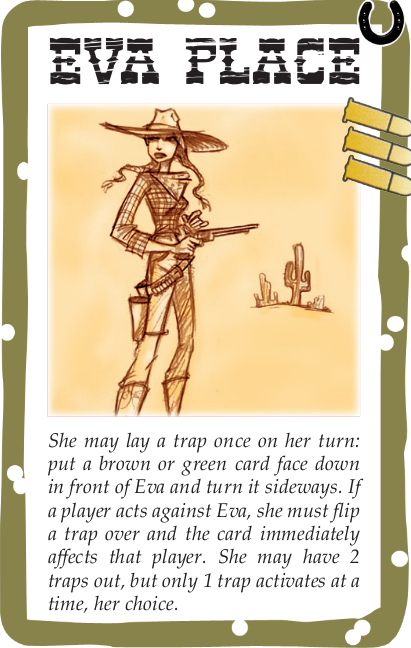 EVA PLACE
She may lay a trap once on her turn:
put a brown or green card face down
in front of Eva and turn it sideways. If
a player acts against Eva, she must flip
a trap over and the card immediately
affects that player. She may have 2
traps out, but only 1 trap activates at a
time, her choice.